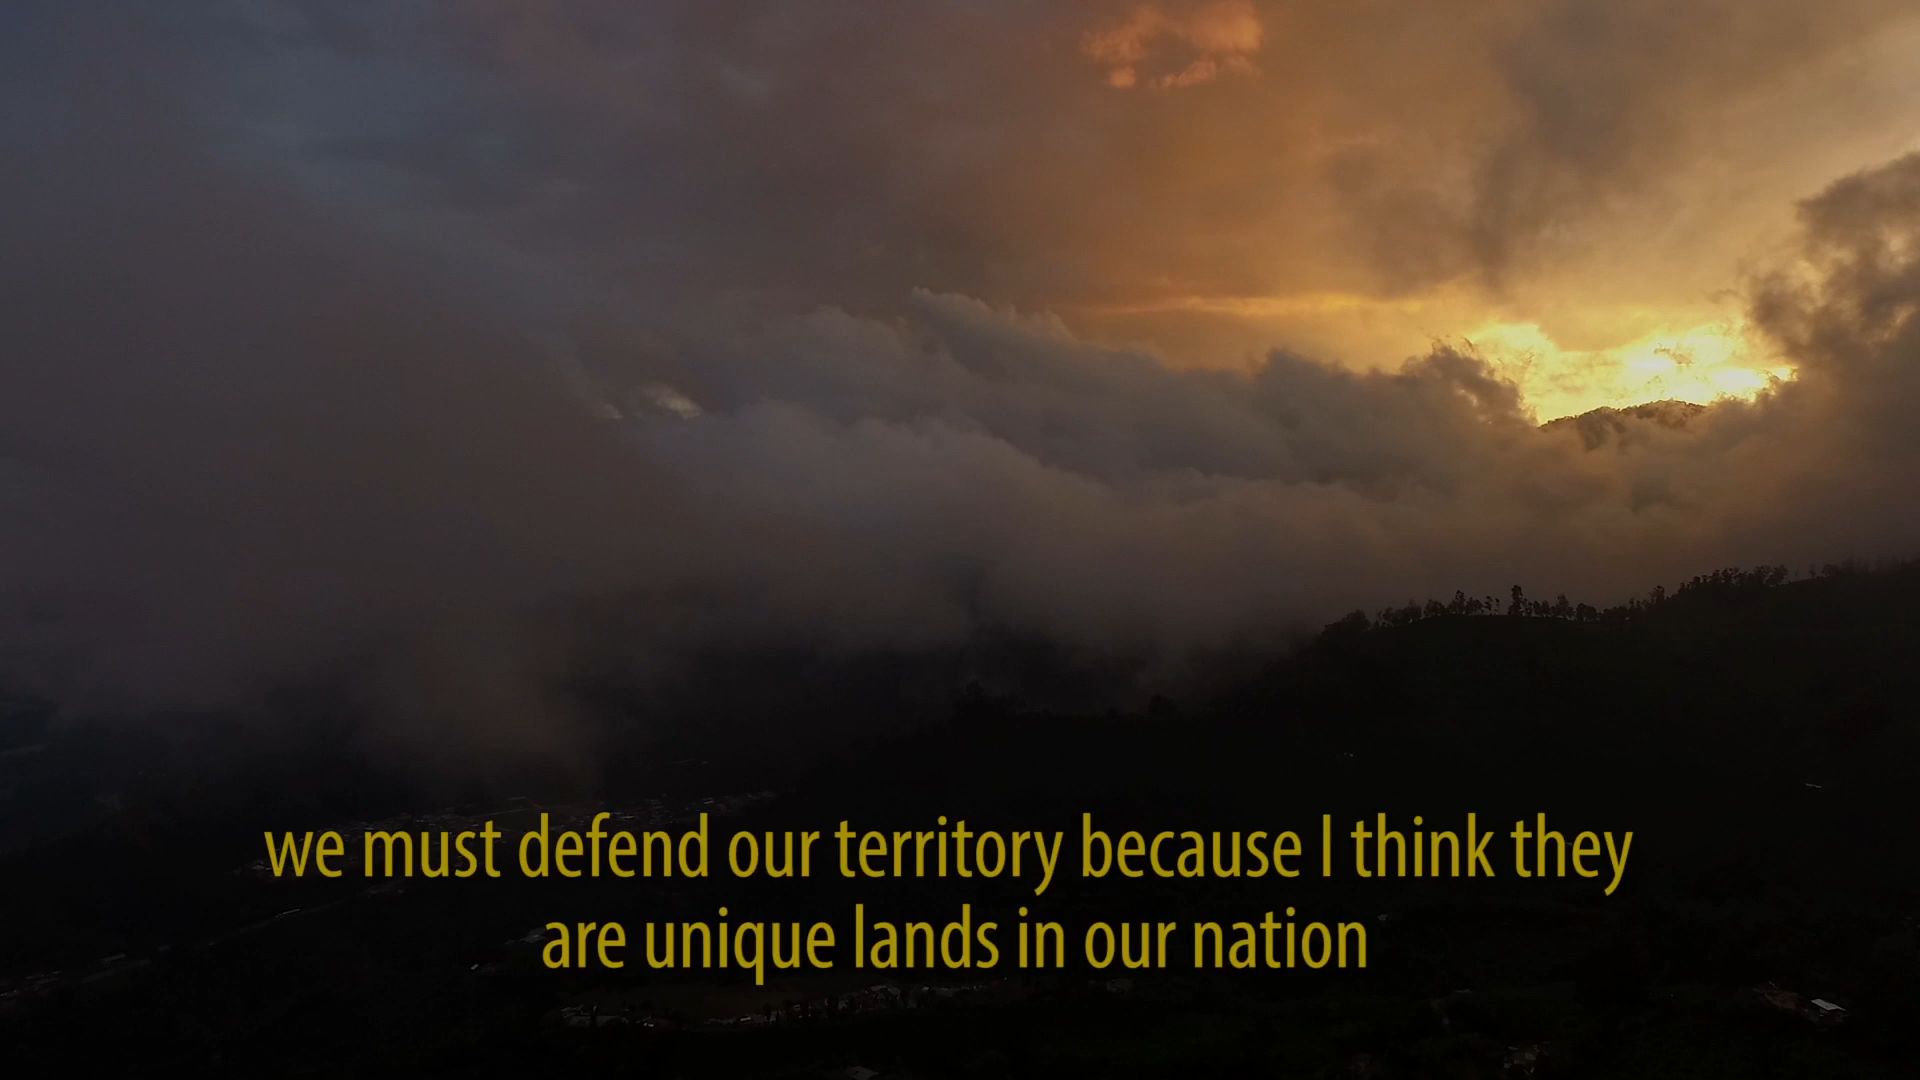 we must defend our territory because I think they
are unique lands in our nation